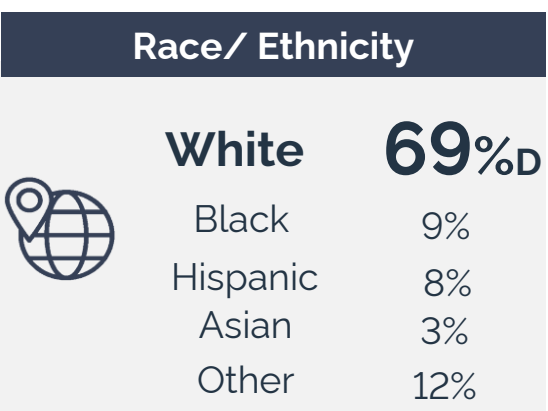 Race/ Ethnicity
White 69%D
Black 9%
Hispanic 8%
Asian 3%
Other 12%